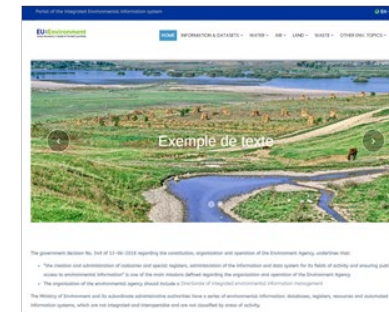 Portal of the Integrated Environmental Information system
EN
EU4Environment
HOME INFORMATION & DATASETS WATER AIR LAND WASTE OTHER ENV. TOPICS
Exemple de texte
The government decision No. 549 of 13-06-2018 regarding the constitution, organization and operation of the Environment Agency, underlines that:
"the creation and administration of cadastres and special registers, administration of the information and data system for its fields of activity and ensuring public
access to environmental information" is one of the main missions defined regarding the organization and operation of the Environment Agency
The organization of the environmental agency should include a Directorate of integrated environmental information management
The Ministry of Environment and its subordinate administrative authorities have a series of environmental information: databases, registers, resources and automated
information systems, which are not integrated and interoperable and are not classified by areas of activity.